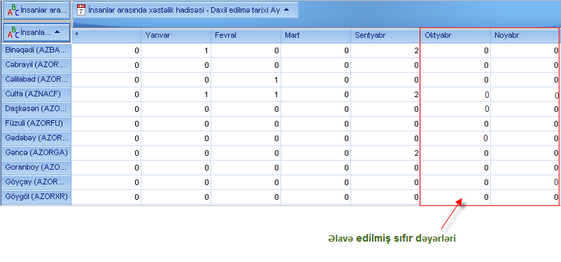 İnsanlar ara... İnsanlar arasında xəstəlik hadisəsi - Daxil edilmə tarixi Ay
İnsanla...
* Yanvar Fevral Mart Sentyabr Oktyabr Noyabr
Binəqədi (AZBA... 0 1 0 0 2 0 0
Cəbrayıl (AZOR... 0 0 0 0 0 0 0
Cəlilabad (AZOR... 0 0 1 0 0 0 0
Culfa (AZNACF) 0 1 1 0 2 0 0
Daşkəsən (AZO... 0 0 0 0 0 0 0
Füzuli (AZORFU) 0 0 0 0 0 0 0
Gədəbəy (AZOR... 0 0 0 0 0 0 0
Gəncə (AZORGA) 0 0 0 0 2 0 0
Goranboy (AZO... 0 0 0 0 0 0 0
Göyçay (AZOR... 0 0 0 0 0 0 0
Göygöl (AZORXR) 0 0 0 0 0 0 0
Əlavə edilmiş sıfır dəyərləri